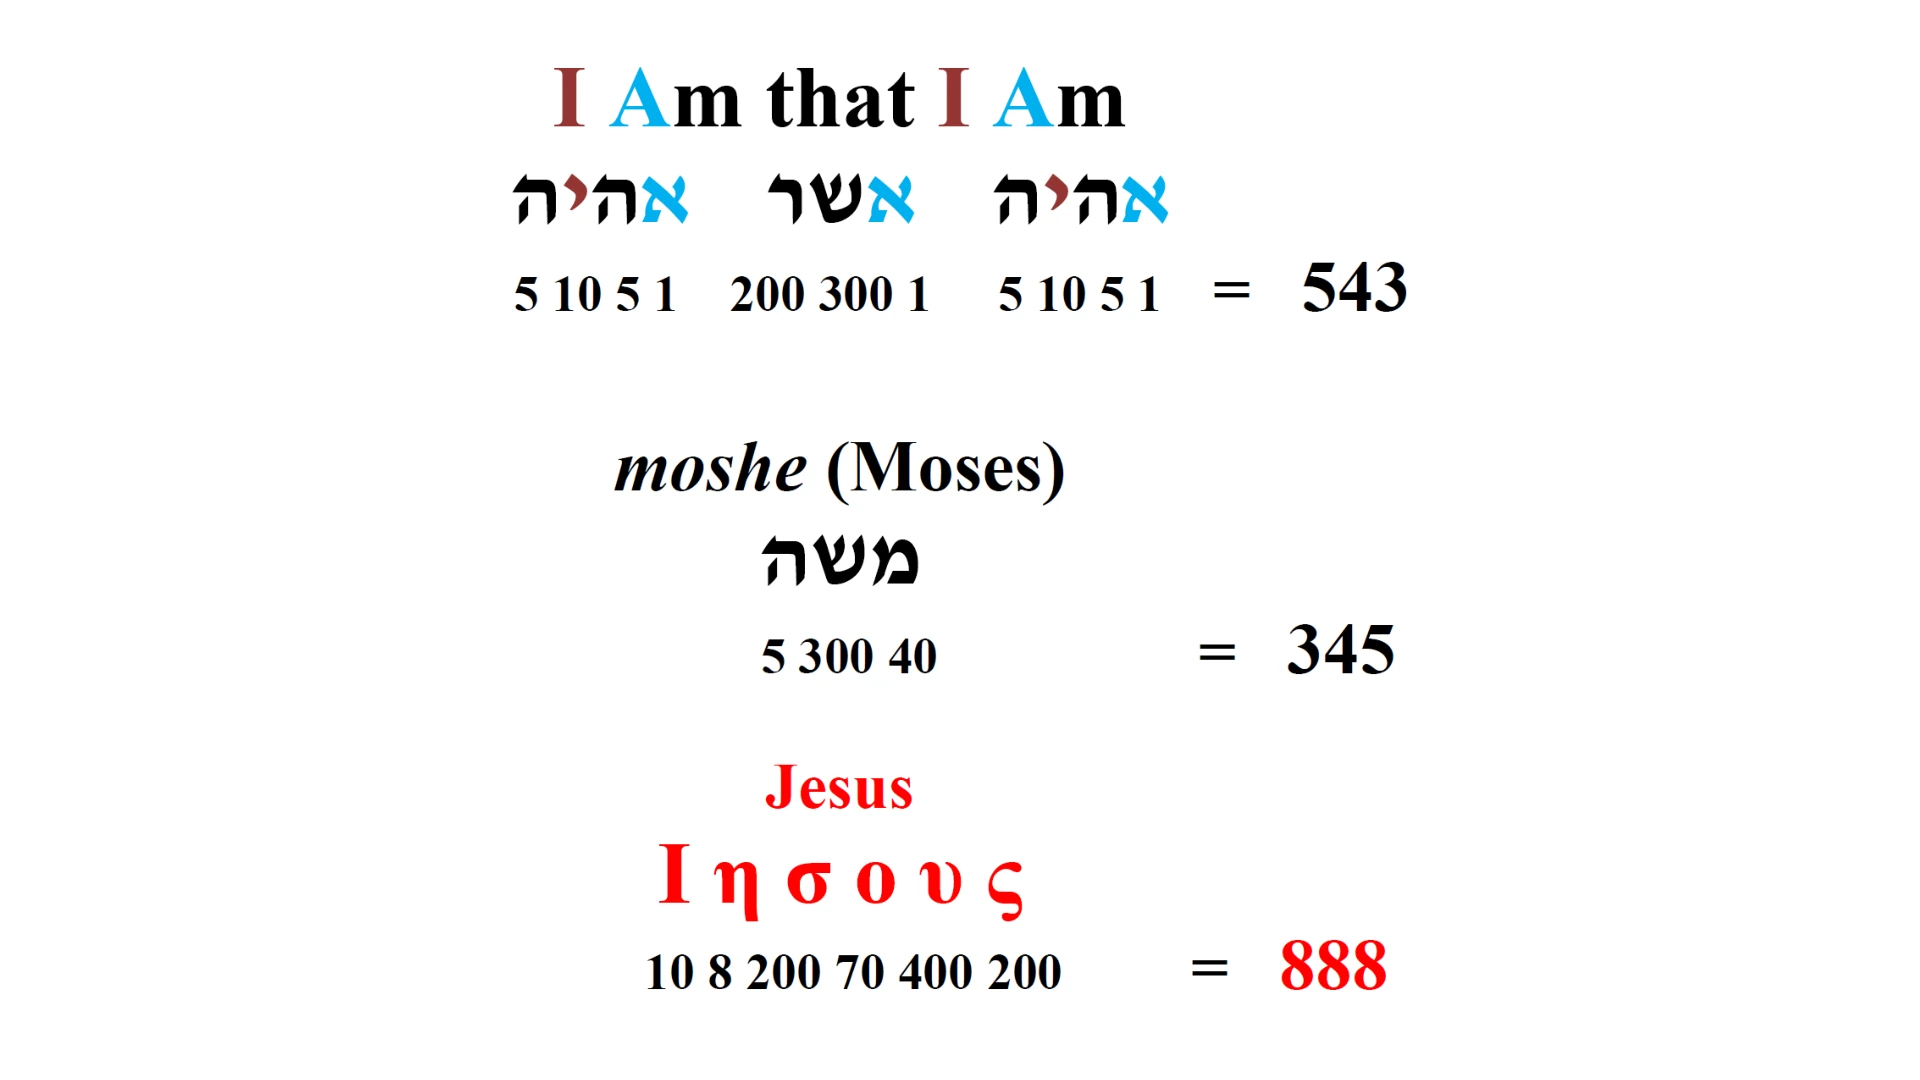 I Am that I Am
אהיה אשר אהיה
5 10 5 1 200 300 1 5 10 5 1 = 543
moshe (Moses)
משה
5 300 40 = 345
Jesus
Ι η σ ο υ ς
10 8 200 70 400 200 = 888